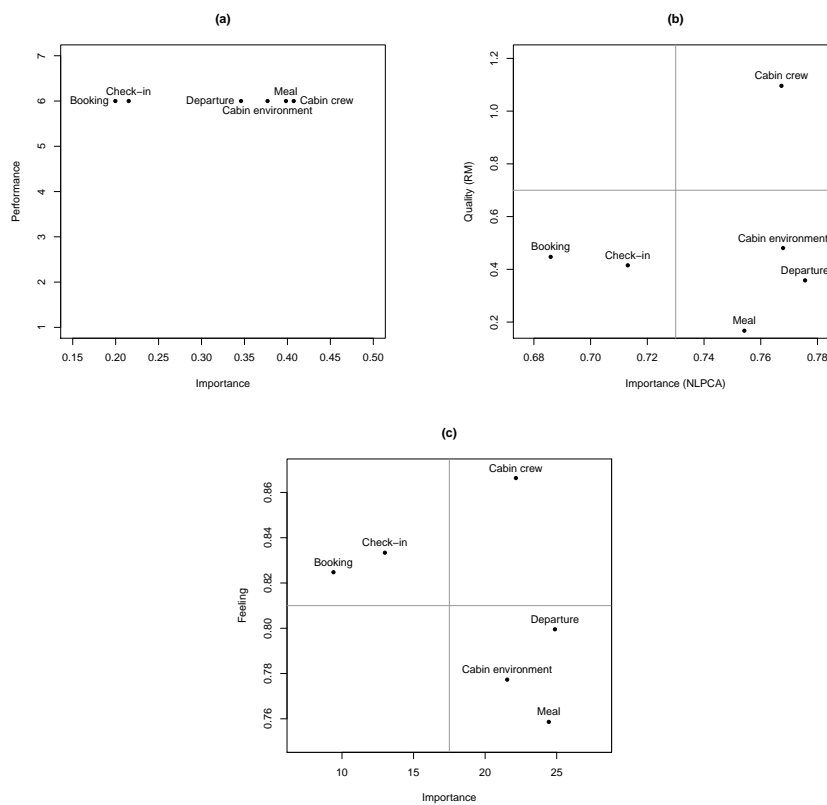 (a)
7
6
5
4
3
2
1
Performance
Booking
Check−in
Departure
Cabin environment
Meal
Cabin crew
0.15 0.20 0.25 0.30 0.35 0.40 0.45 0.50
Importance
(b)
1.2
1.0
0.8
0.6
0.4
0.2
Quality (RM)
Cabin crew
Booking
Check−in
Cabin environment
Departure
Meal
0.68 0.70 0.72 0.74 0.76 0.78
Importance (NLPCA)
(c)
0.86
0.84
0.82
0.80
0.78
0.76
Feeling
Cabin crew
Check−in
Booking
Departure
Cabin environment
Meal
10 15 20 25
Importance